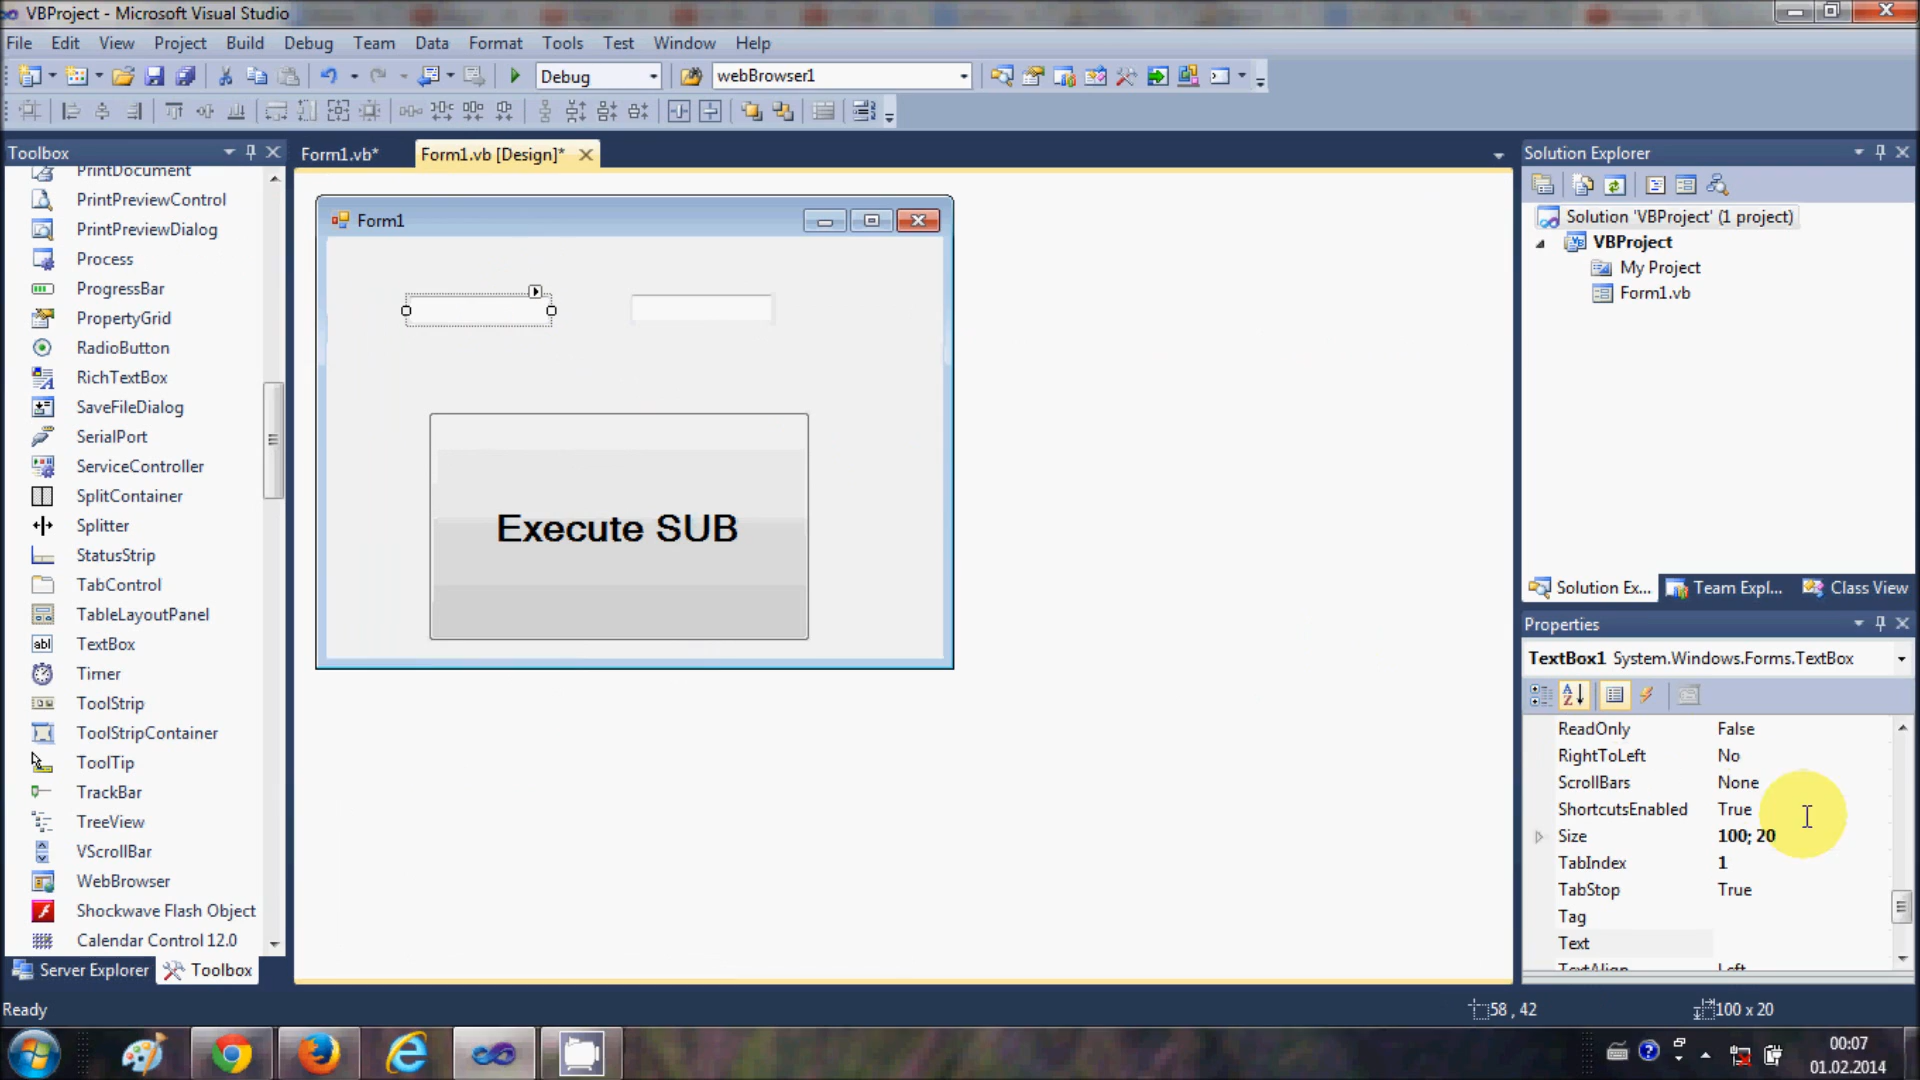 VBProject - Microsoft Visual Studio
File Edit View Project Build Debug Team Data Format Tools Test Window Help
Debug webBrowser1
Toolbox
Form1.vb* Form1.vb [Design]*
Solution Explorer
PrintDocument
PrintPreviewControl
PrintPreviewDialog
Process
ProgressBar
PropertyGrid
RadioButton
RichTextBox
SaveFileDialog
SerialPort
ServiceController
SplitContainer
Splitter
StatusStrip
TabControl
TableLayoutPanel
abl TextBox
Timer
ToolStrip
ToolStripContainer
ToolTip
TrackBar
TreeView
VScrollBar
WebBrowser
Shockwave Flash Object
Calendar Control 12.0
Server Explorer Toolbox
Form1
Execute SUB
Solution 'VBProject' (1 project)
VBProject
My Project
Form1.vb
Solution Ex... Team Expl... Class View
Properties
TextBox1 System.Windows.Forms.TextBox
ReadOnly False
RightToLeft No
ScrollBars None
ShortcutsEnabled True
Size 100; 20
TabIndex 1
TabStop True
Tag
Text
TextAlign Left
Ready
58 , 42
100 x 20
00:07
01.02.2014